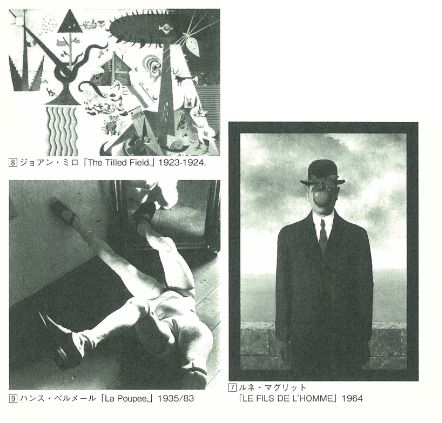 8 ジョアン・ミロ「The Tilled Field.」1923-1924.
9 ハンス・ベルメール「La Poupee.」1935/83
7 ルネ・マグリット
「LE FILS DE L'HOMME」1964